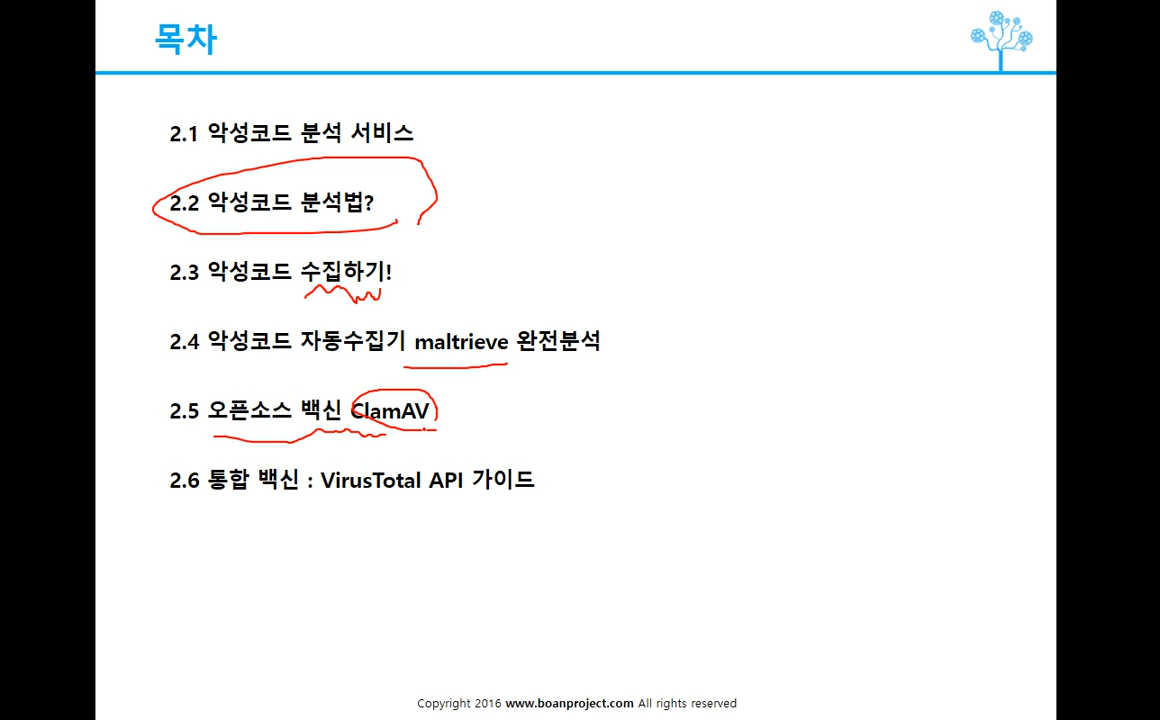 목차
2.1 악성코드 분석 서비스
2.2 악성코드 분석법?
2.3 악성코드 수집하기!
2.4 악성코드 자동수집기 maltrieve 완전분석
2.5 오픈소스 백신 ClamAV
2.6 통합 백신 : VirusTotal API 가이드
Copyright 2016 www.boanproject.com All rights reserved